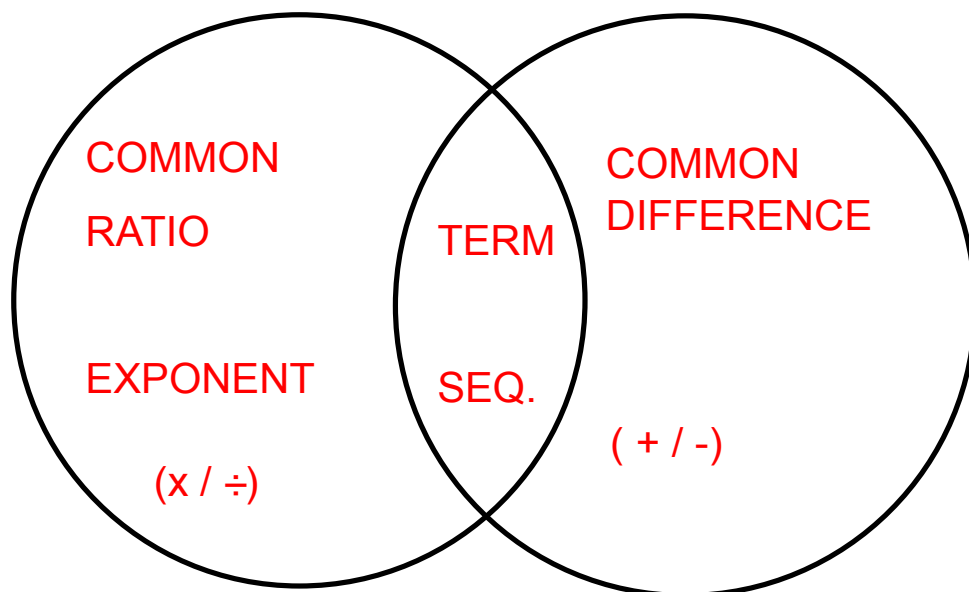 COMMON
RATIO
EXPONENT
(x / ÷)
TERM
SEQ.
COMMON
DIFFERENCE
( + / -)